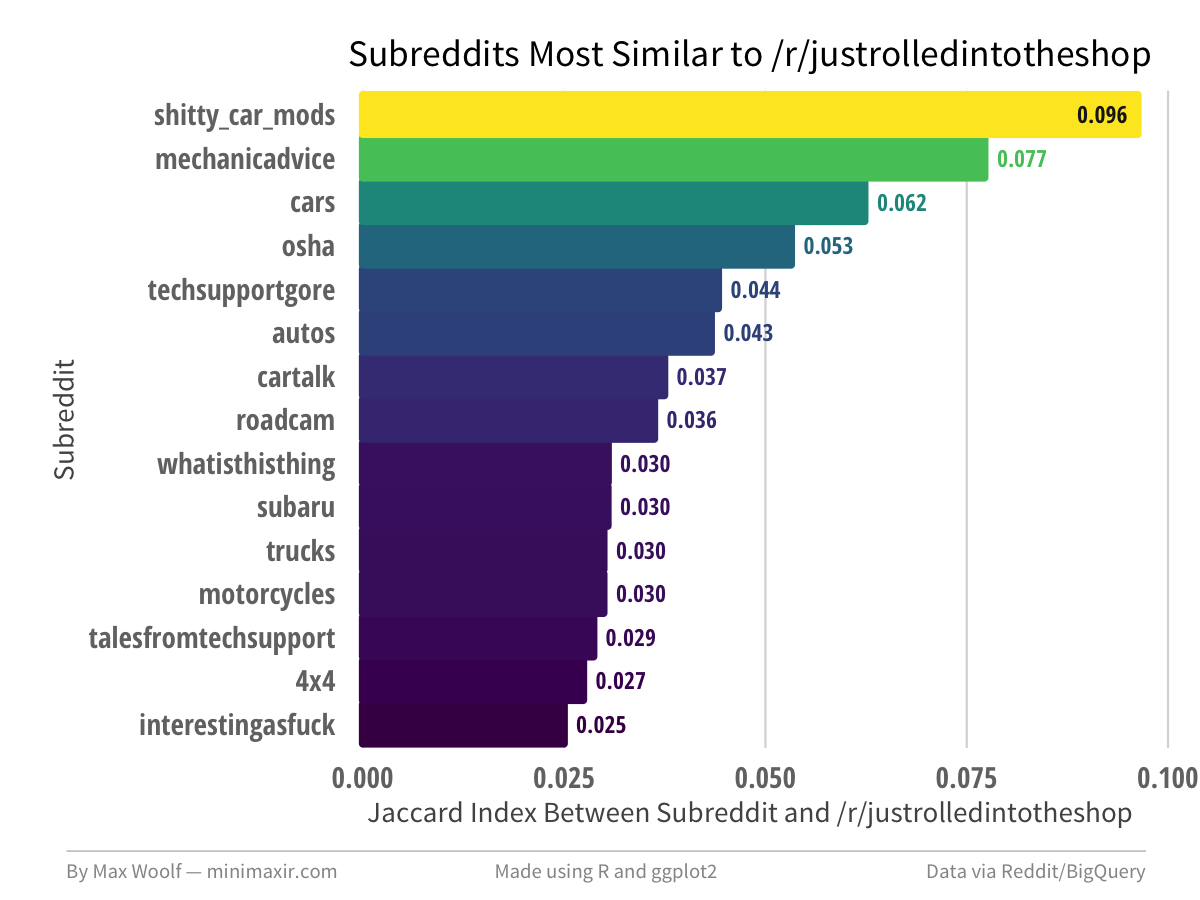 Subreddits Most Similar to /r/justrolledintotheshop
shitty_car_mods 0.096
mechanicadvice 0.077
cars 0.062
osha 0.053
techsupportgore 0.044
autos 0.043
cartalk 0.037
roadcam 0.036
whatisthisthing 0.030
subaru 0.030
trucks 0.030
motorcycles 0.030
talesfromtechsupport 0.029
4x4 0.027
interestingasfuck 0.025
Subreddit
0.000 0.025 0.050 0.075 0.100
Jaccard Index Between Subreddit and /r/justrolledintotheshop
By Max Woolf — minimaxir.com Made using R and ggplot2 Data via Reddit/BigQuery